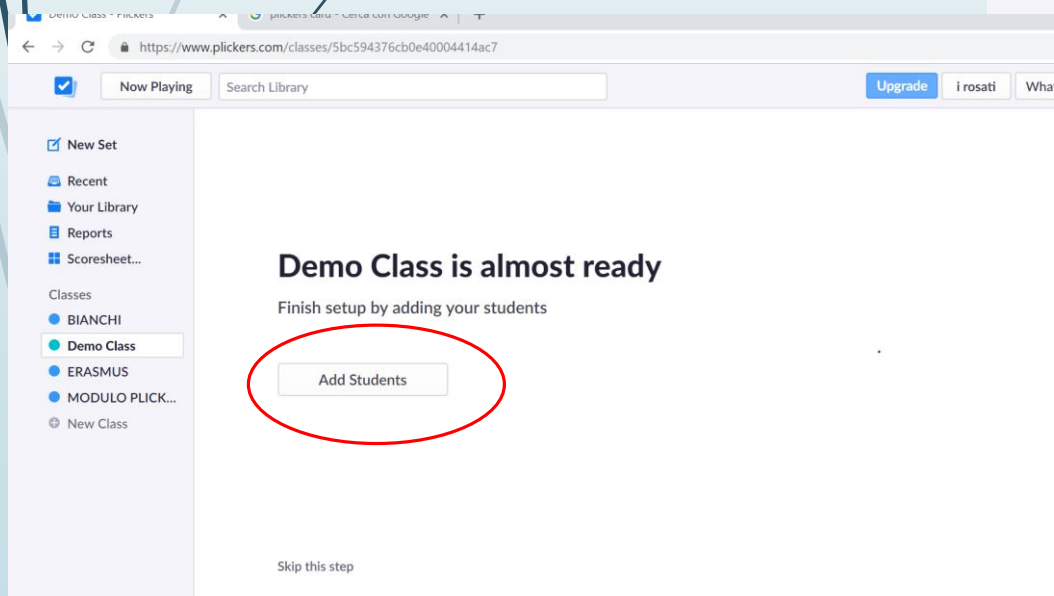 Demo Class - Plickers
plickers card - Cerca con Google
https://www.plickers.com/classes/5bc594376cb0e40004414ac7
Now Playing
Search Library
Upgrade
i rosati
New Set
Recent
Your Library
Reports
Scoresheet...
Classes
BIANCHI
Demo Class
ERASMUS
MODULO PLICK...
New Class
Demo Class is almost ready
Finish setup by adding your students
Add Students
Skip this step